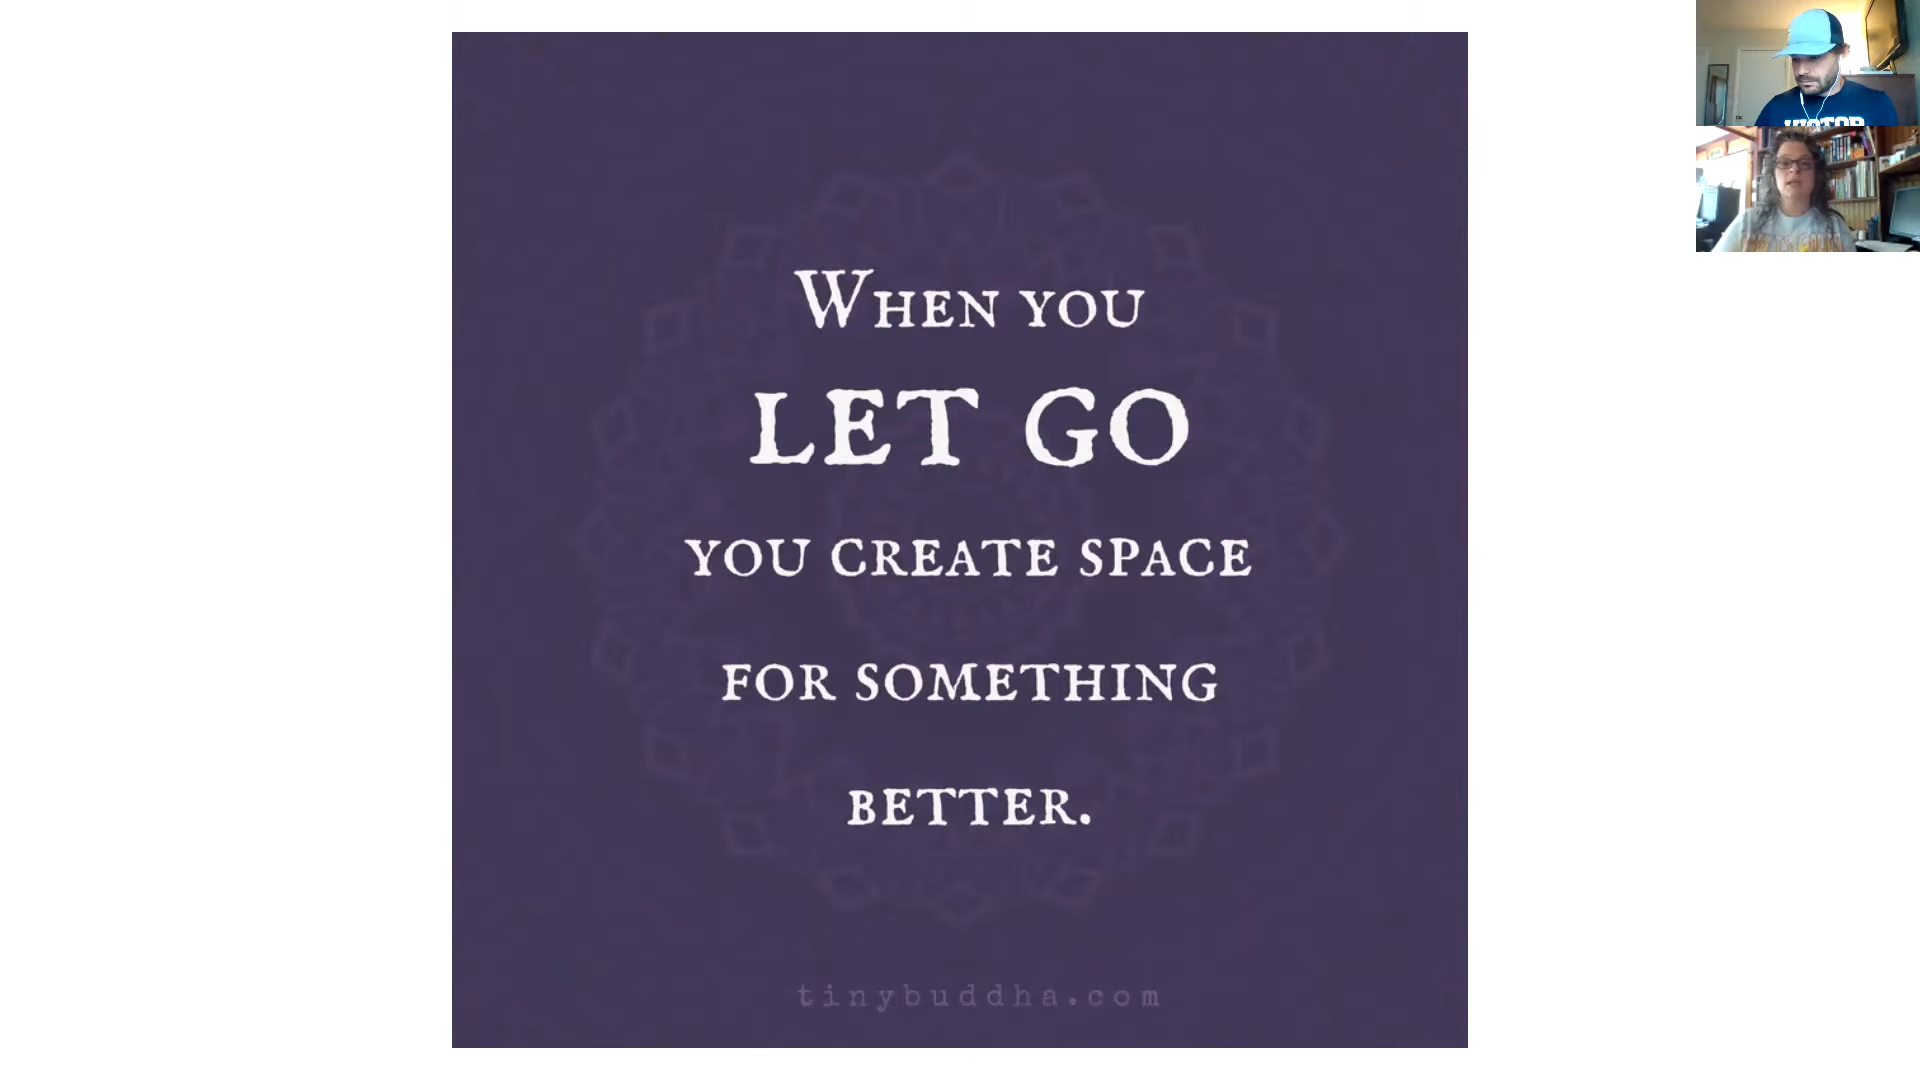 When you
LET GO
you create space
for something
better.
tinybuddha.com